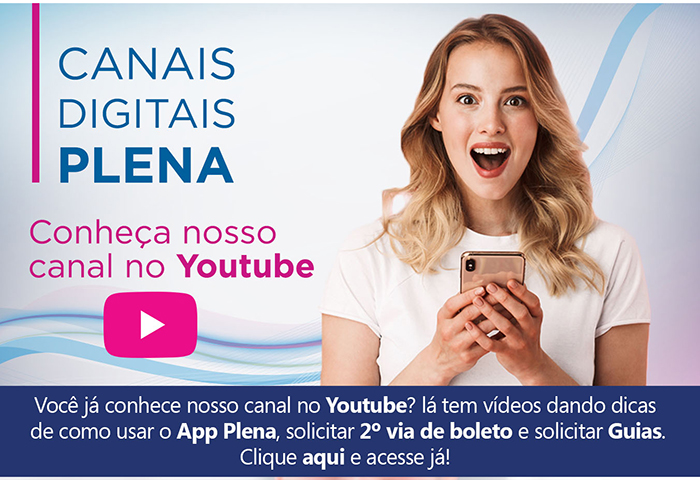 CANAIS
DIGITAIS
PLENA
Conheça nosso
canal no Youtube
Você já conhece nosso canal no Youtube? lá tem vídeos dando dicas
de como usar o App Plena, solicitar 2º via de boleto e solicitar Guias.
Clique aqui e acesse já!